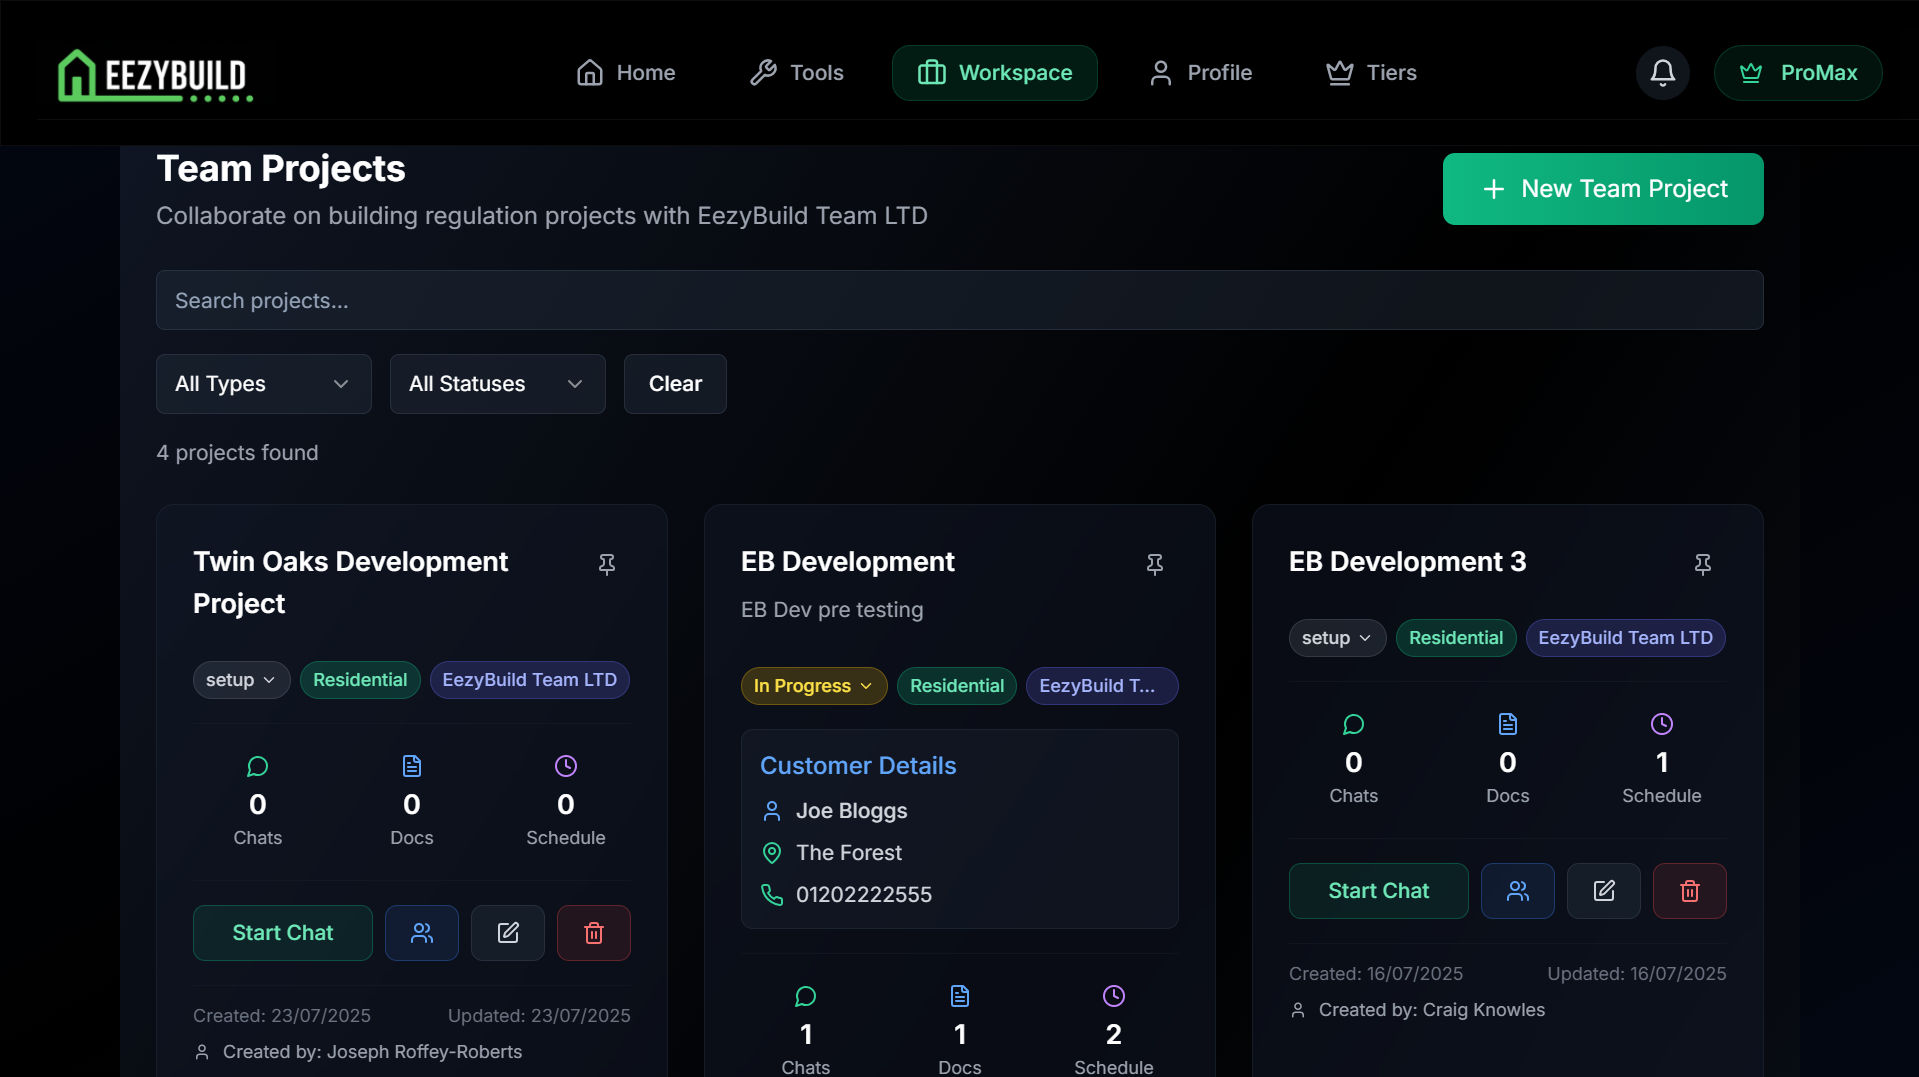 EEZYBUILD
Home
Tools
Workspace
Profile
Tiers
ProMax
Team Projects
Collaborate on building regulation projects with EezyBuild Team LTD
New Team Project
Search projects...
All Types
All Statuses
Clear
4 projects found
Twin Oaks Development
Project
setup
Residential
EezyBuild Team LTD
0
Chats
0
Docs
0
Schedule
Start Chat
Created: 23/07/2025
Updated: 23/07/2025
Created by: Joseph Roffey-Roberts
EB Development
EB Dev pre testing
In Progress
Residential
EezyBuild T...
Customer Details
Joe Bloggs
The Forest
01202222555
1
Chats
1
Docs
2
Schedule
EB Development 3
setup
Residential
EezyBuild Team LTD
0
Chats
0
Docs
1
Schedule
Start Chat
Created: 16/07/2025
Updated: 16/07/2025
Created by: Craig Knowles